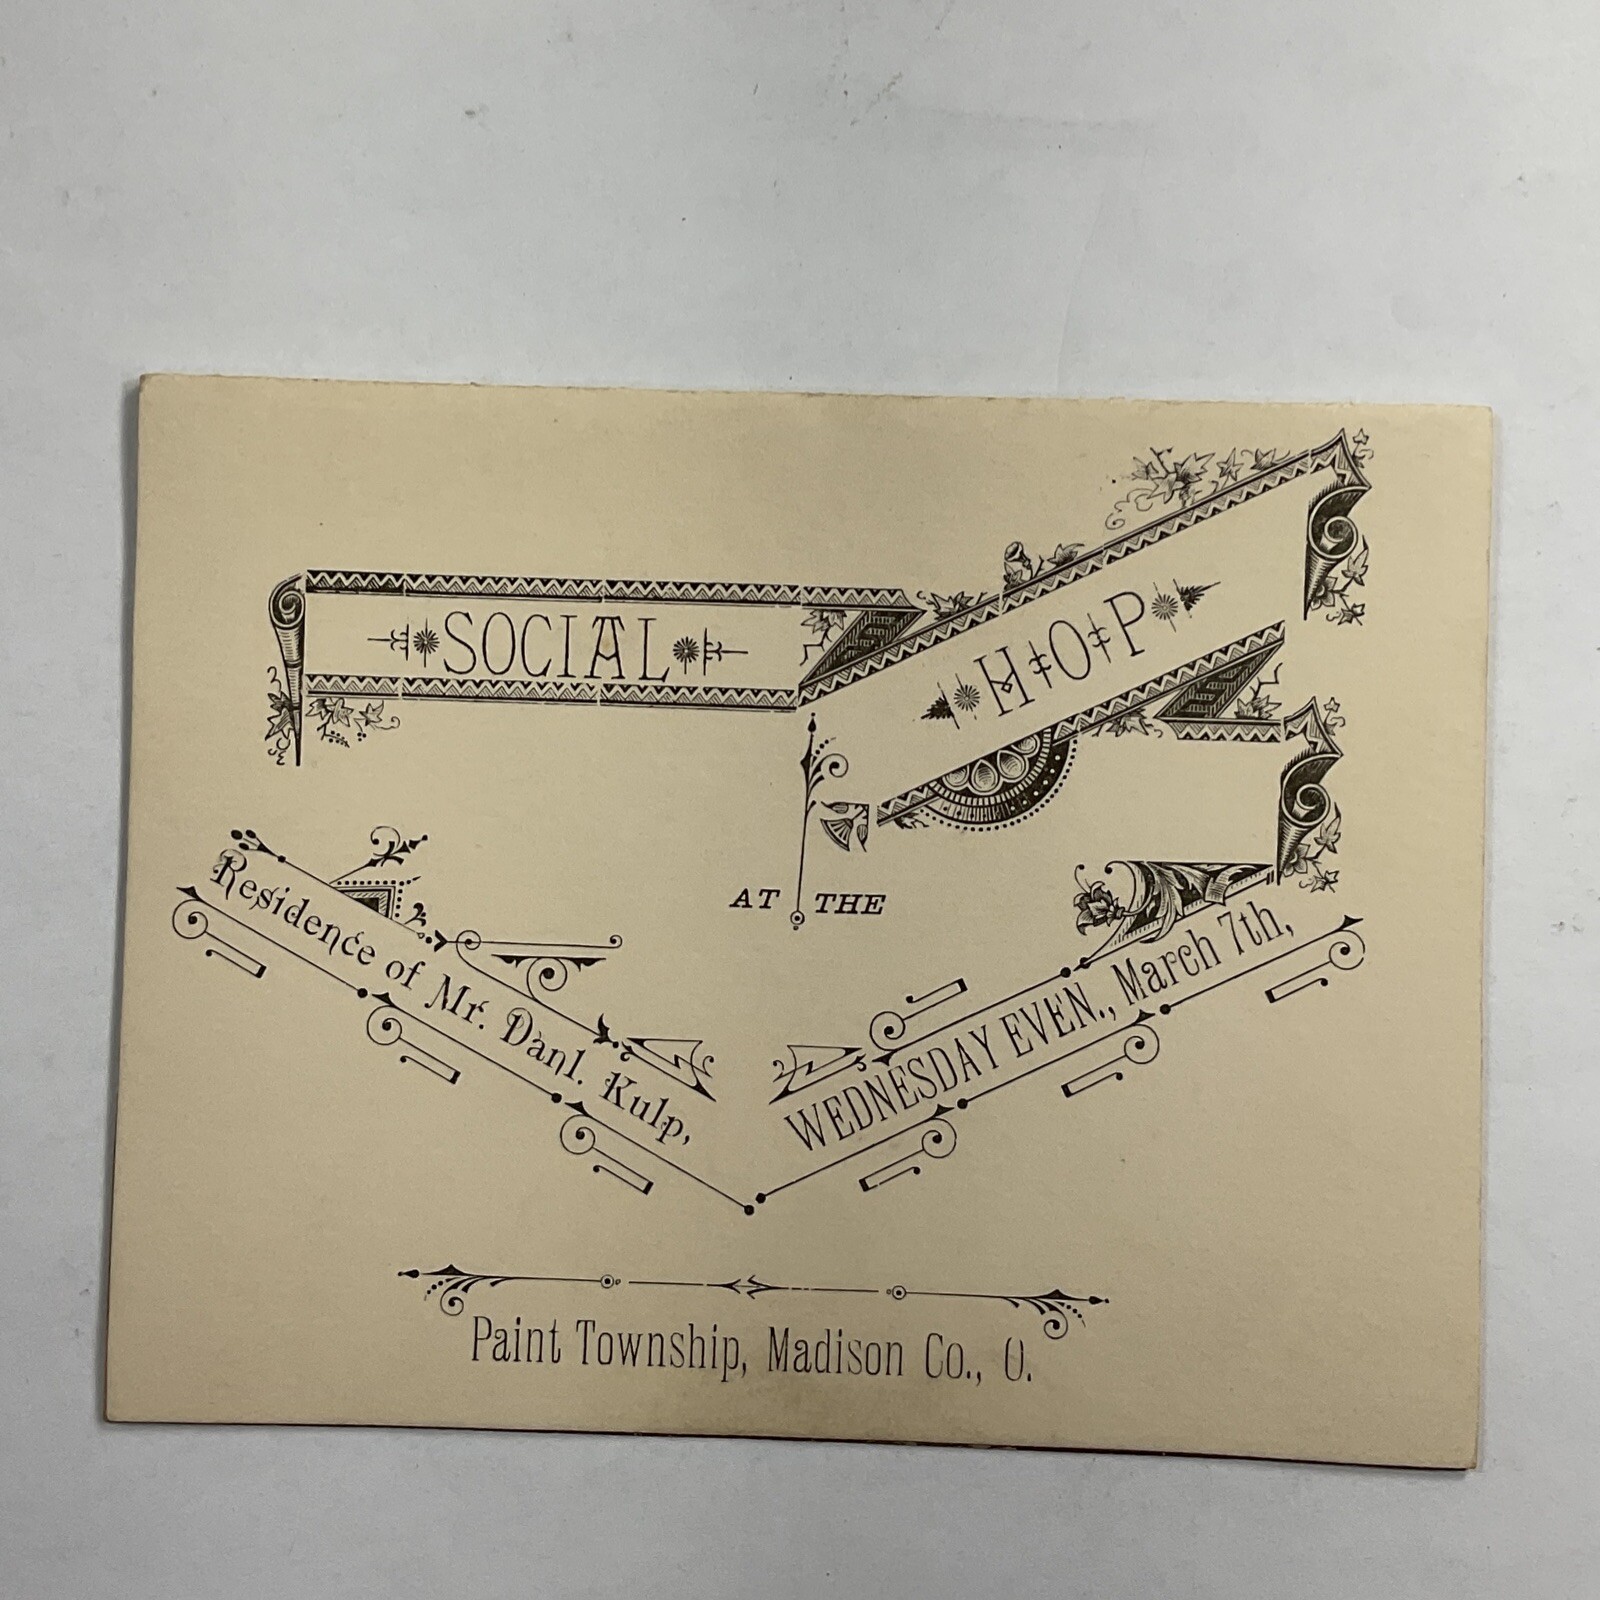 SOCIAL
HOP
AT THE
Residence of Mr. Danl. Kulp,
WEDNESDAY EVEN., March 7th,
Paint Township, Madison Co., O.